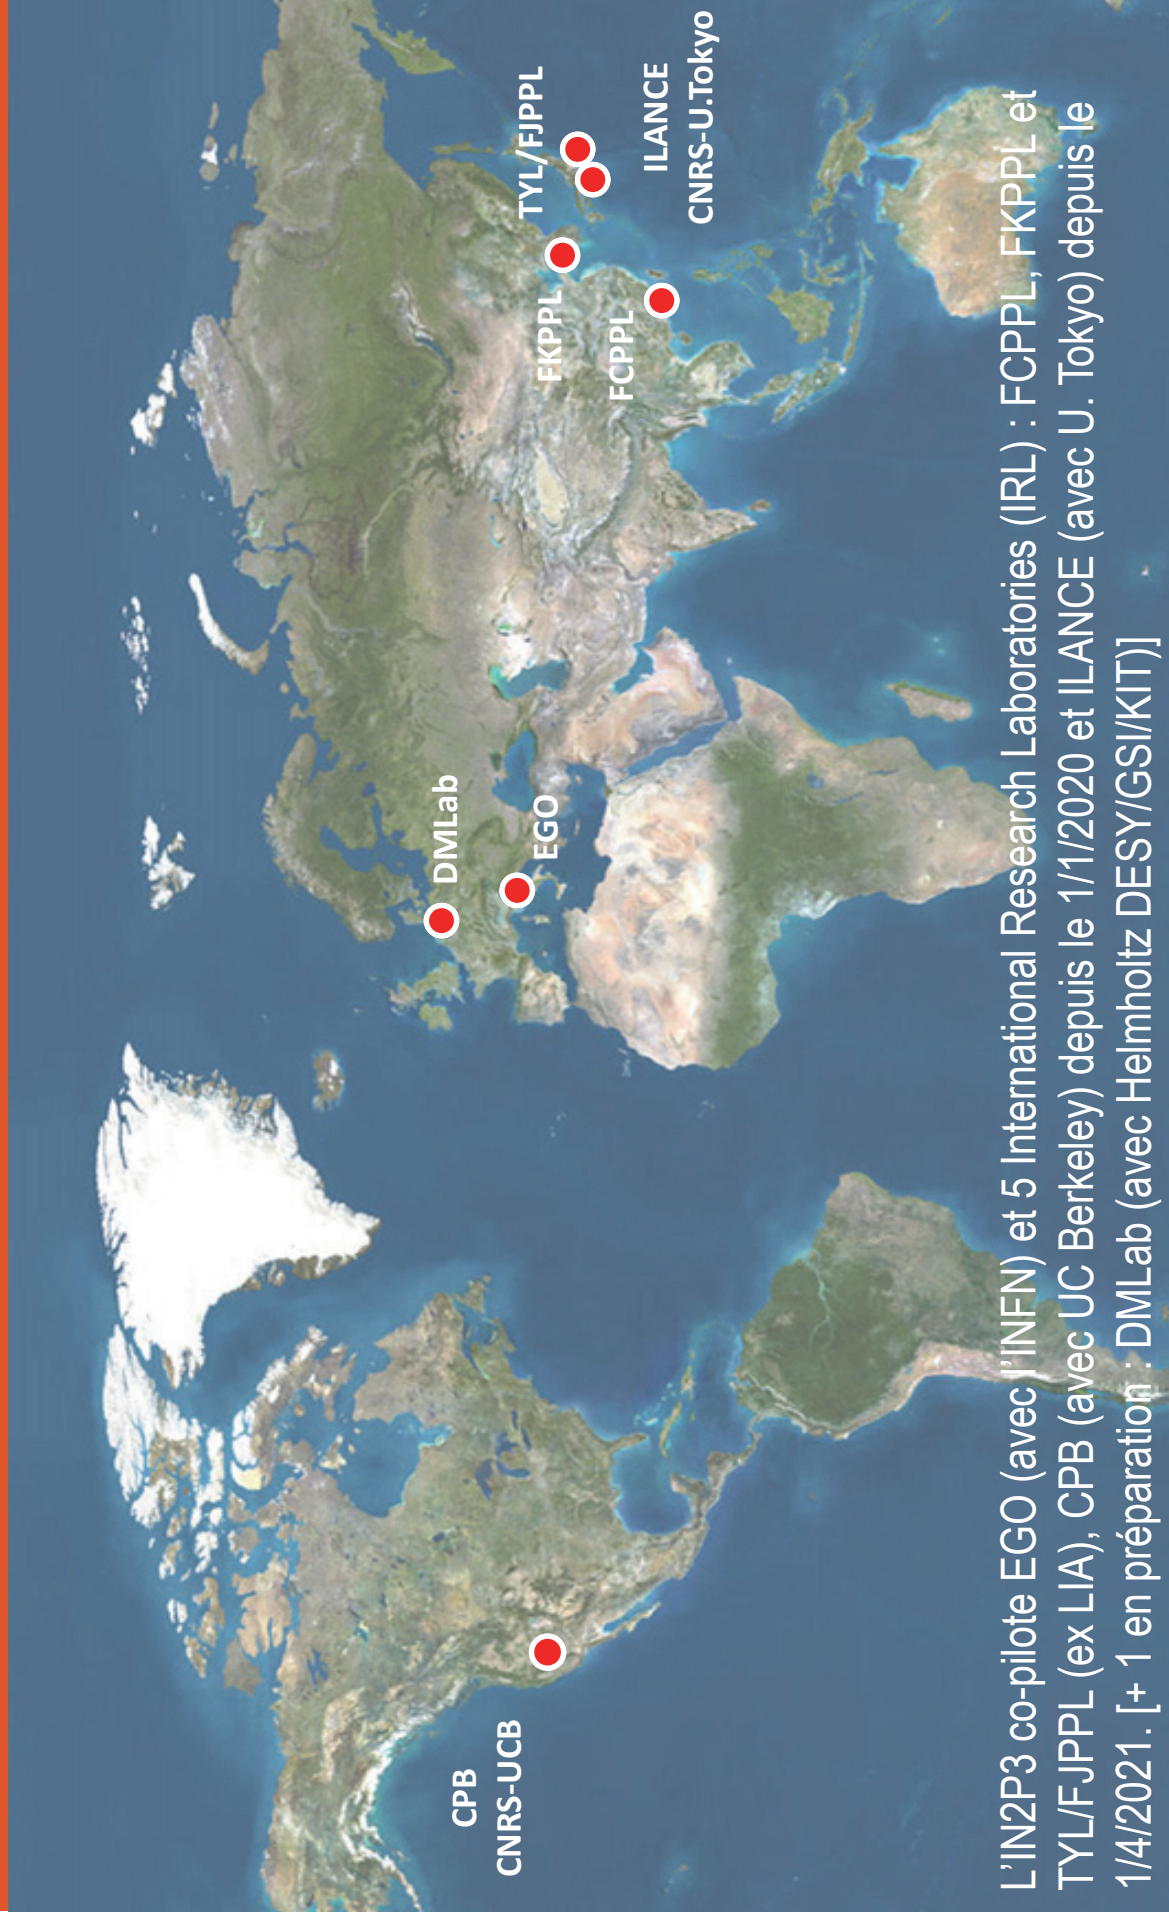 CPB
CNRS-UCB
DMLab
EGO
TYL/FJPPL
FKPPL
FCPPL
ILANCE
CNRS-U.Tokyo
L'IN2P3 co-pilote EGO (avec l'INFN) et 5 International Research Laboratories (IRL) : FCPPL, FKPPL et
TYL/FJPPL (ex LIA), CPB (avec UC Berkeley) depuis le 1/1/2020 et ILANCE (avec U. Tokyo) depuis le
1/4/2021. [+ 1 en préparation : DMLab (avec Helmholtz DESY/GSI/KIT)]